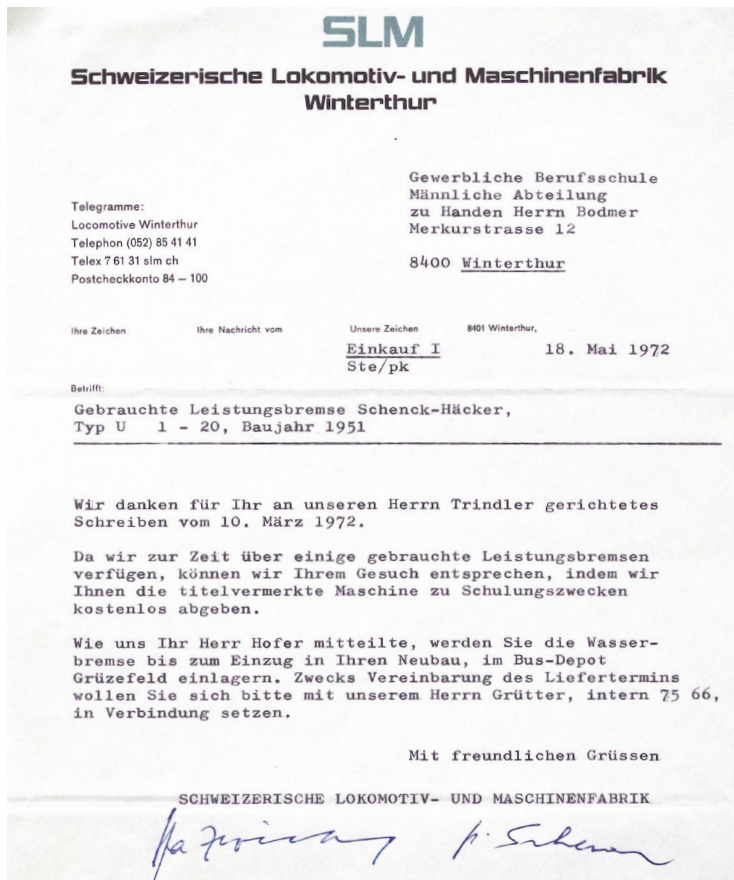 SLM
Schweizerische Lokomotiv- und Maschinenfabrik
Winterthur
Gewerbliche Berufsschule
Männliche Abteilung
zu Handen Herrn Bodmer
Merkurstrasse 12
8400 Winterthur
Telegramme:
Locomotive Winterthur
Telephon (052) 85 41 41
Telex 7 61 31 slm ch
Postcheckkonto 84 – 100
Ihre Zeichen Ihre Nachricht vom Unsere Zeichen 8401 Winterthur,
Einkauf I 18. Mai 1972
Ste/pk
Betrifft:
Gebrauchte Leistungsbremse Schenck-Häcker,
Typ U 1 - 20, Baujahr 1951
Wir danken für Ihr an unseren Herrn Trindler gerichtetes
Schreiben vom 10. März 1972.
Da wir zur Zeit über einige gebrauchte Leistungsbremsen
verfügen, können wir Ihrem Gesuch entsprechen, indem wir
Ihnen die titelvermerkte Maschine zu Schulungszwecken
kostenlos abgeben.
Wie uns Ihr Herr Hofer mitteilte, werden Sie die Wasser-
bremse bis zum Einzug in Ihren Neubau, im Bus-Depot
Grüzefeld einlagern. Zwecks Vereinbarung des Liefertermins
wollen Sie sich bitte mit unserem Herrn Grütter, intern 75 66,
in Verbindung setzen.
Mit freundlichen Grüssen
SCHWEIZERISCHE LOKOMOTIV- UND MASCHINENFABRIK